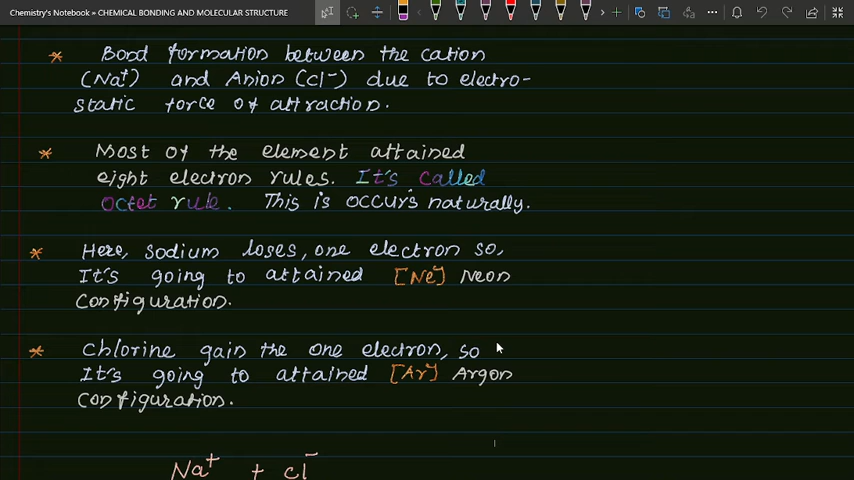 Chemistry's Notebook » CHEMICAL BONDING AND MOLECULAR STRUCTURE
* Bond formation between the cation
(Na⁺) and Anion (Cl⁻) due to electro-
static force of attraction.
* Most of the element attained
eight electron rules. It's called
octet rule. This is occurs naturally.
* Here, sodium loses, one electron so,
It's going to attained [Ne] Neon
Configuration.
* Chlorine gain the one electron, so
It's going to attained [Ar] Argon
Configuration.
Na⁺ + Cl⁻